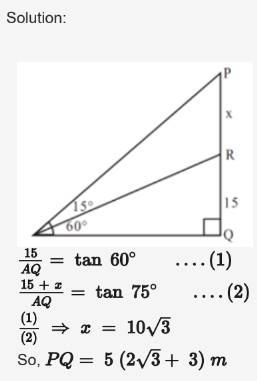 Solution:
P
x
R
15°
15
60°
Q
15/AQ = tan 60° ....(1)
15 + x/AQ = tan 75° ....(2)
(1)/(2) ⇒ x = 10√3
So, PQ = 5 (2√3 + 3) m